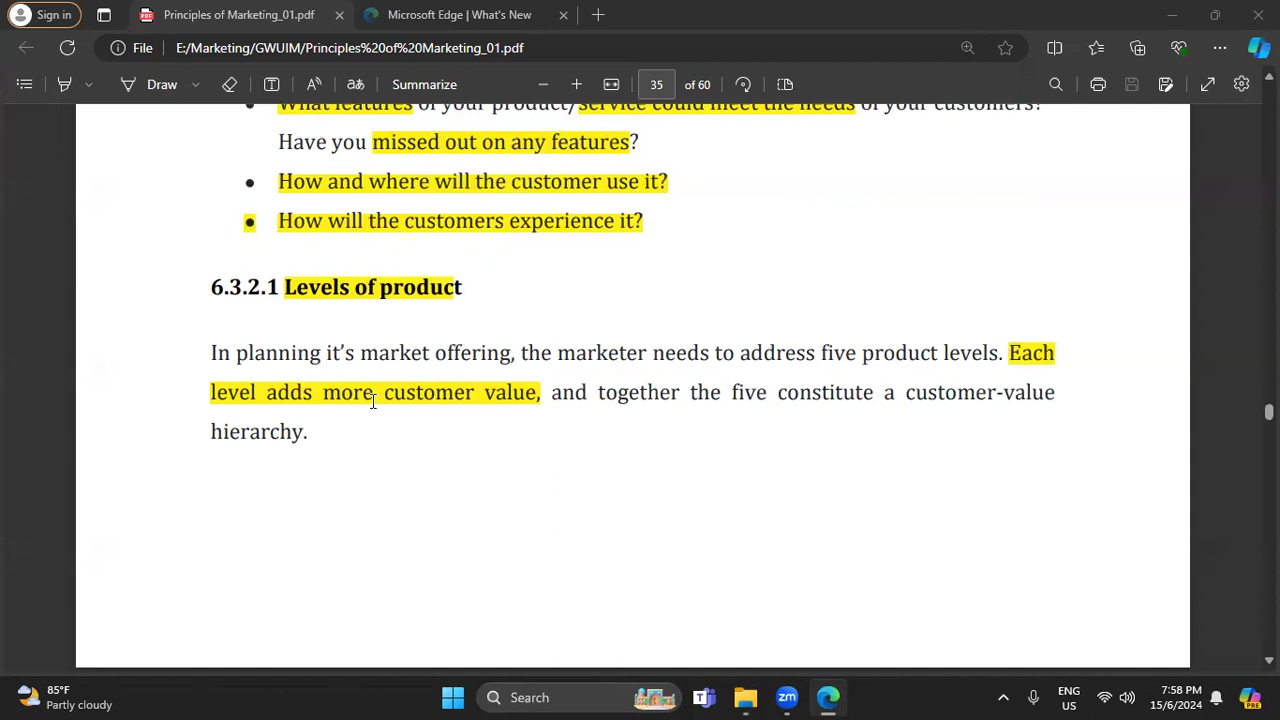 Sign in
Principles of Marketing_01.pdf
Microsoft Edge | What's New
File
E:/Marketing/GWUIM/Principles%20of%20Marketing_01.pdf
Draw
Summarize
35 of 60
• What features of your product/service could meet the needs of your customers?
Have you missed out on any features?
• How and where will the customer use it?
• How will the customers experience it?
6.3.2.1 Levels of product
In planning it's market offering, the marketer needs to address five product levels. Each
level adds more customer value, and together the five constitute a customer-value
hierarchy.
85°F
Partly cloudy
Search
zm
ENG
US
7:58 PM
15/6/2024
PRE